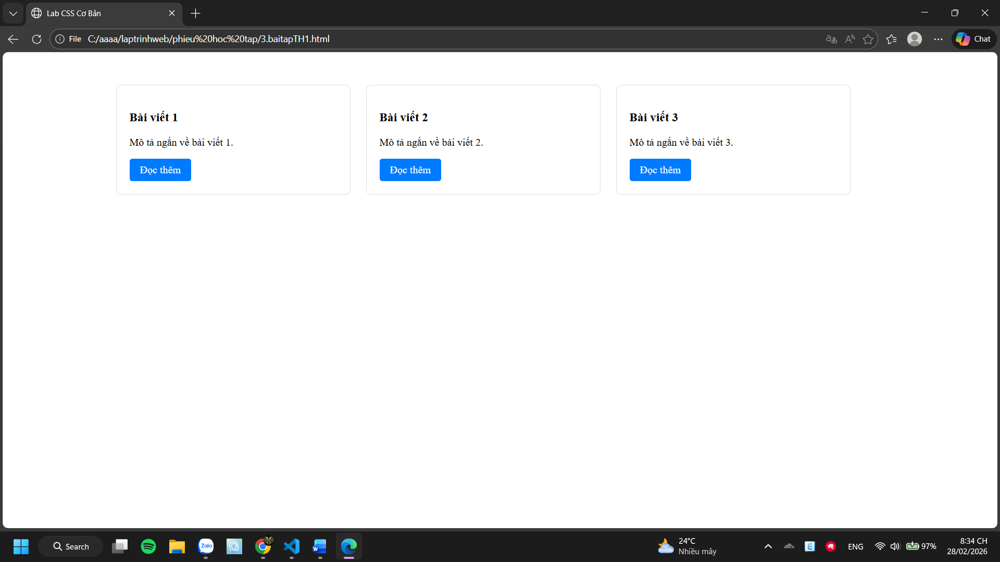 Lab CSS Cơ Bản
File C:/aaaa/laptrinhweb/phieu%20hoc%20tap/3.baitapTH1.html
Chat
Bài viết 1
Mô tả ngắn về bài viết 1.
Đọc thêm
Bài viết 2
Mô tả ngắn về bài viết 2.
Đọc thêm
Bài viết 3
Mô tả ngắn về bài viết 3.
Đọc thêm
Search
Zalo
24°C
Nhiều mây
ENG
97%
8:34 CH
28/02/2026